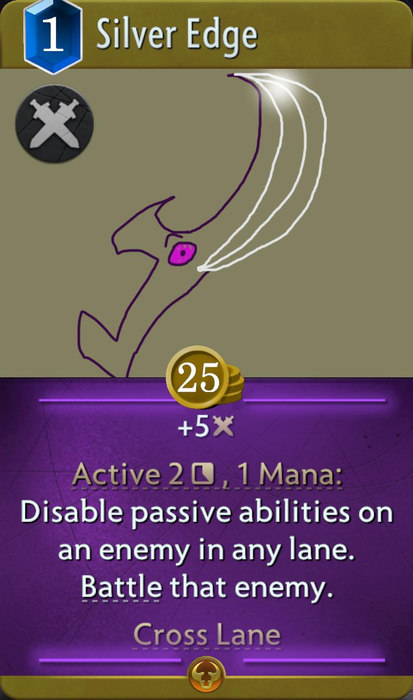 1 Silver Edge
25
+5
Active 2 , 1 Mana:
Disable passive abilities on
an enemy in any lane.
Battle that enemy.
Cross Lane